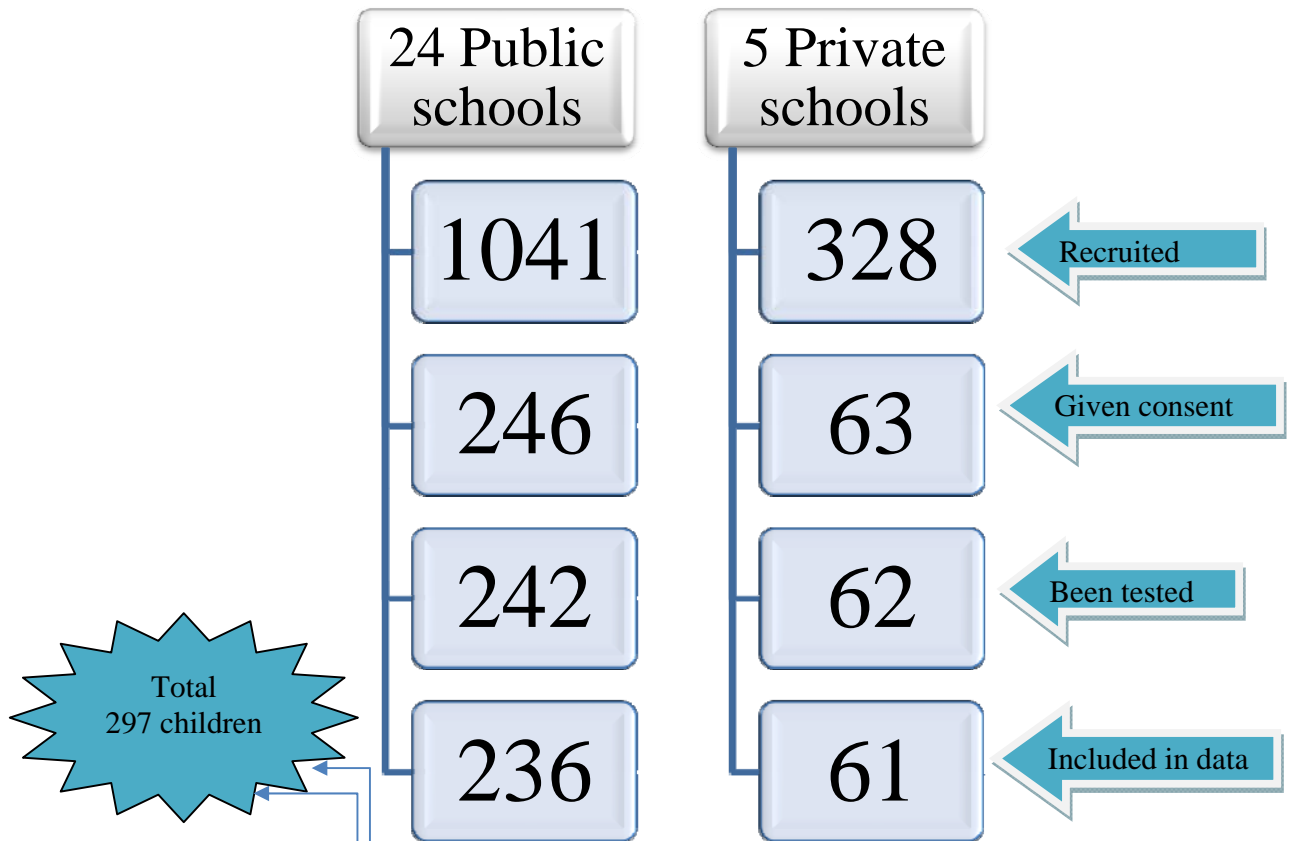 24 Public
schools
5 Private
schools
1041
328
Recruited
246
63
Given consent
242
62
Been tested
Total
297 children
236
61
Included in data